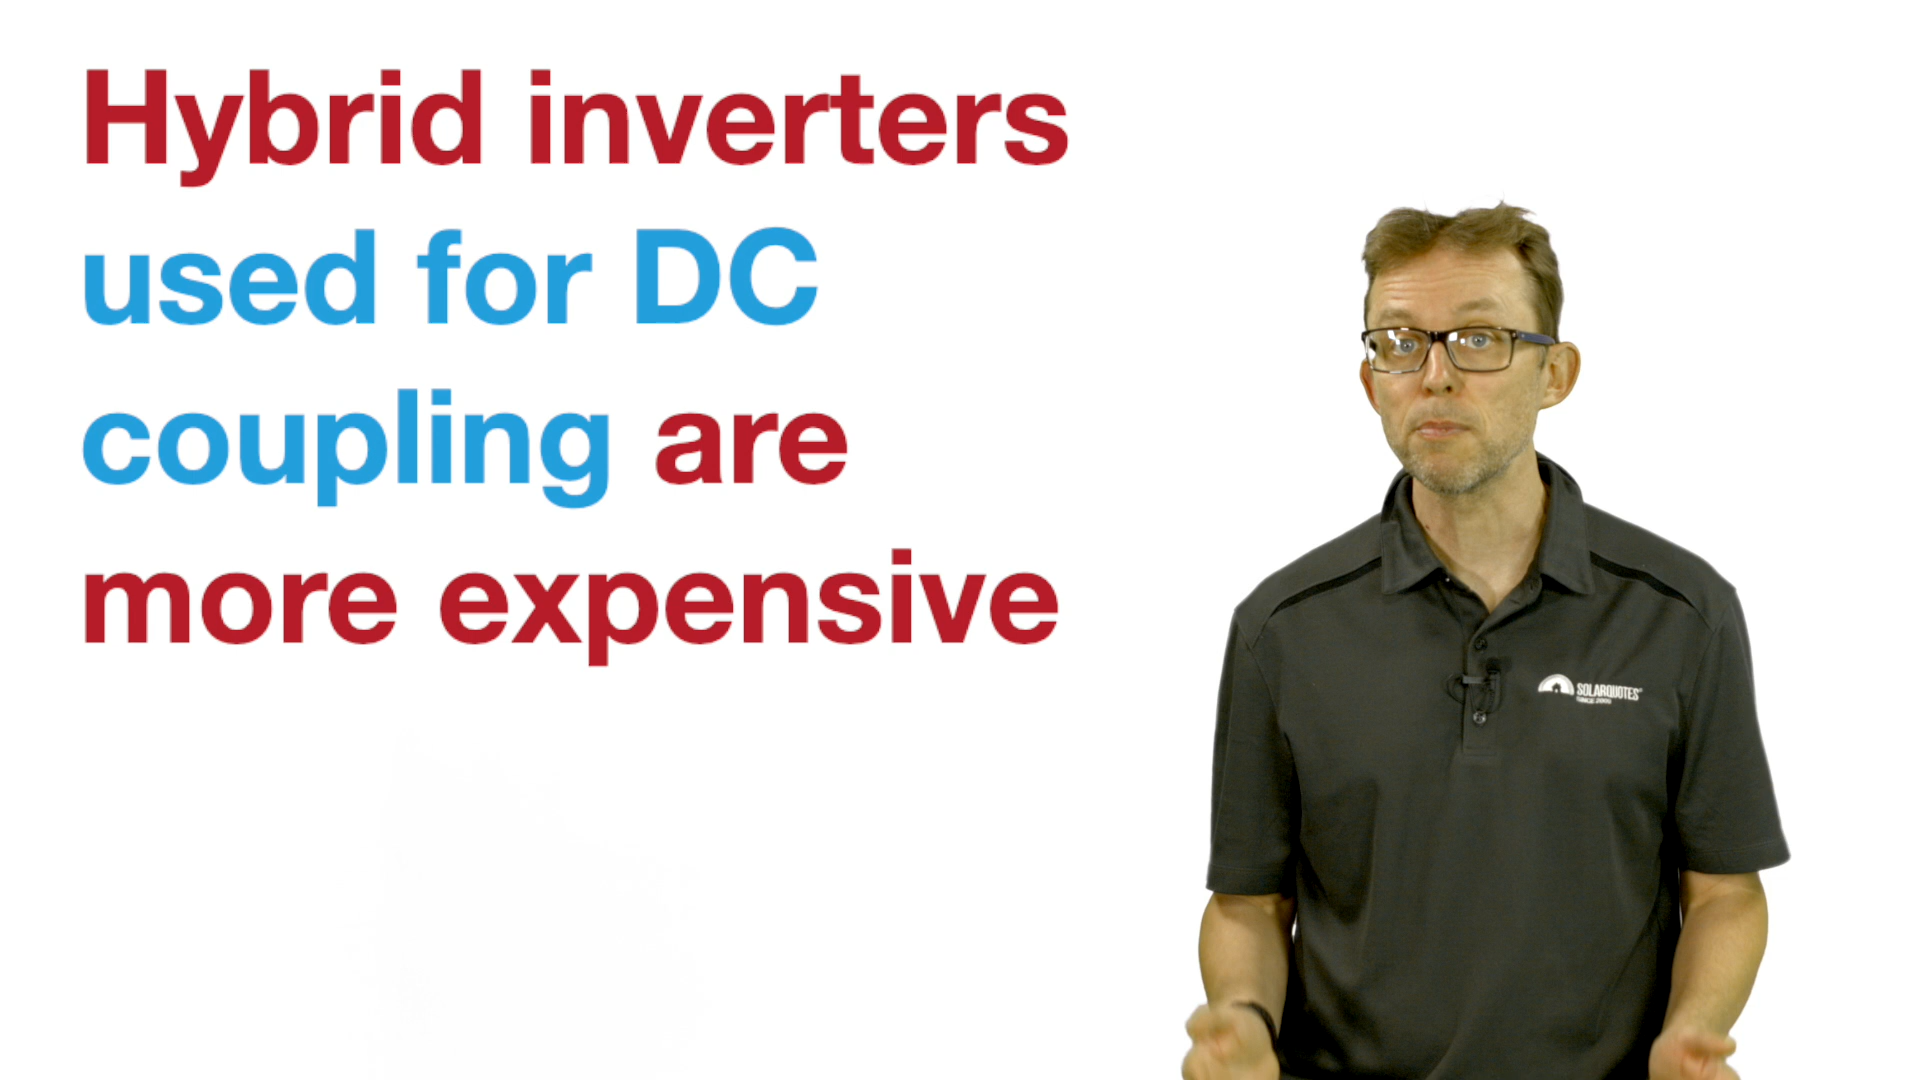 Hybrid inverters
used for DC
coupling are
more expensive
SOLARQUOTES